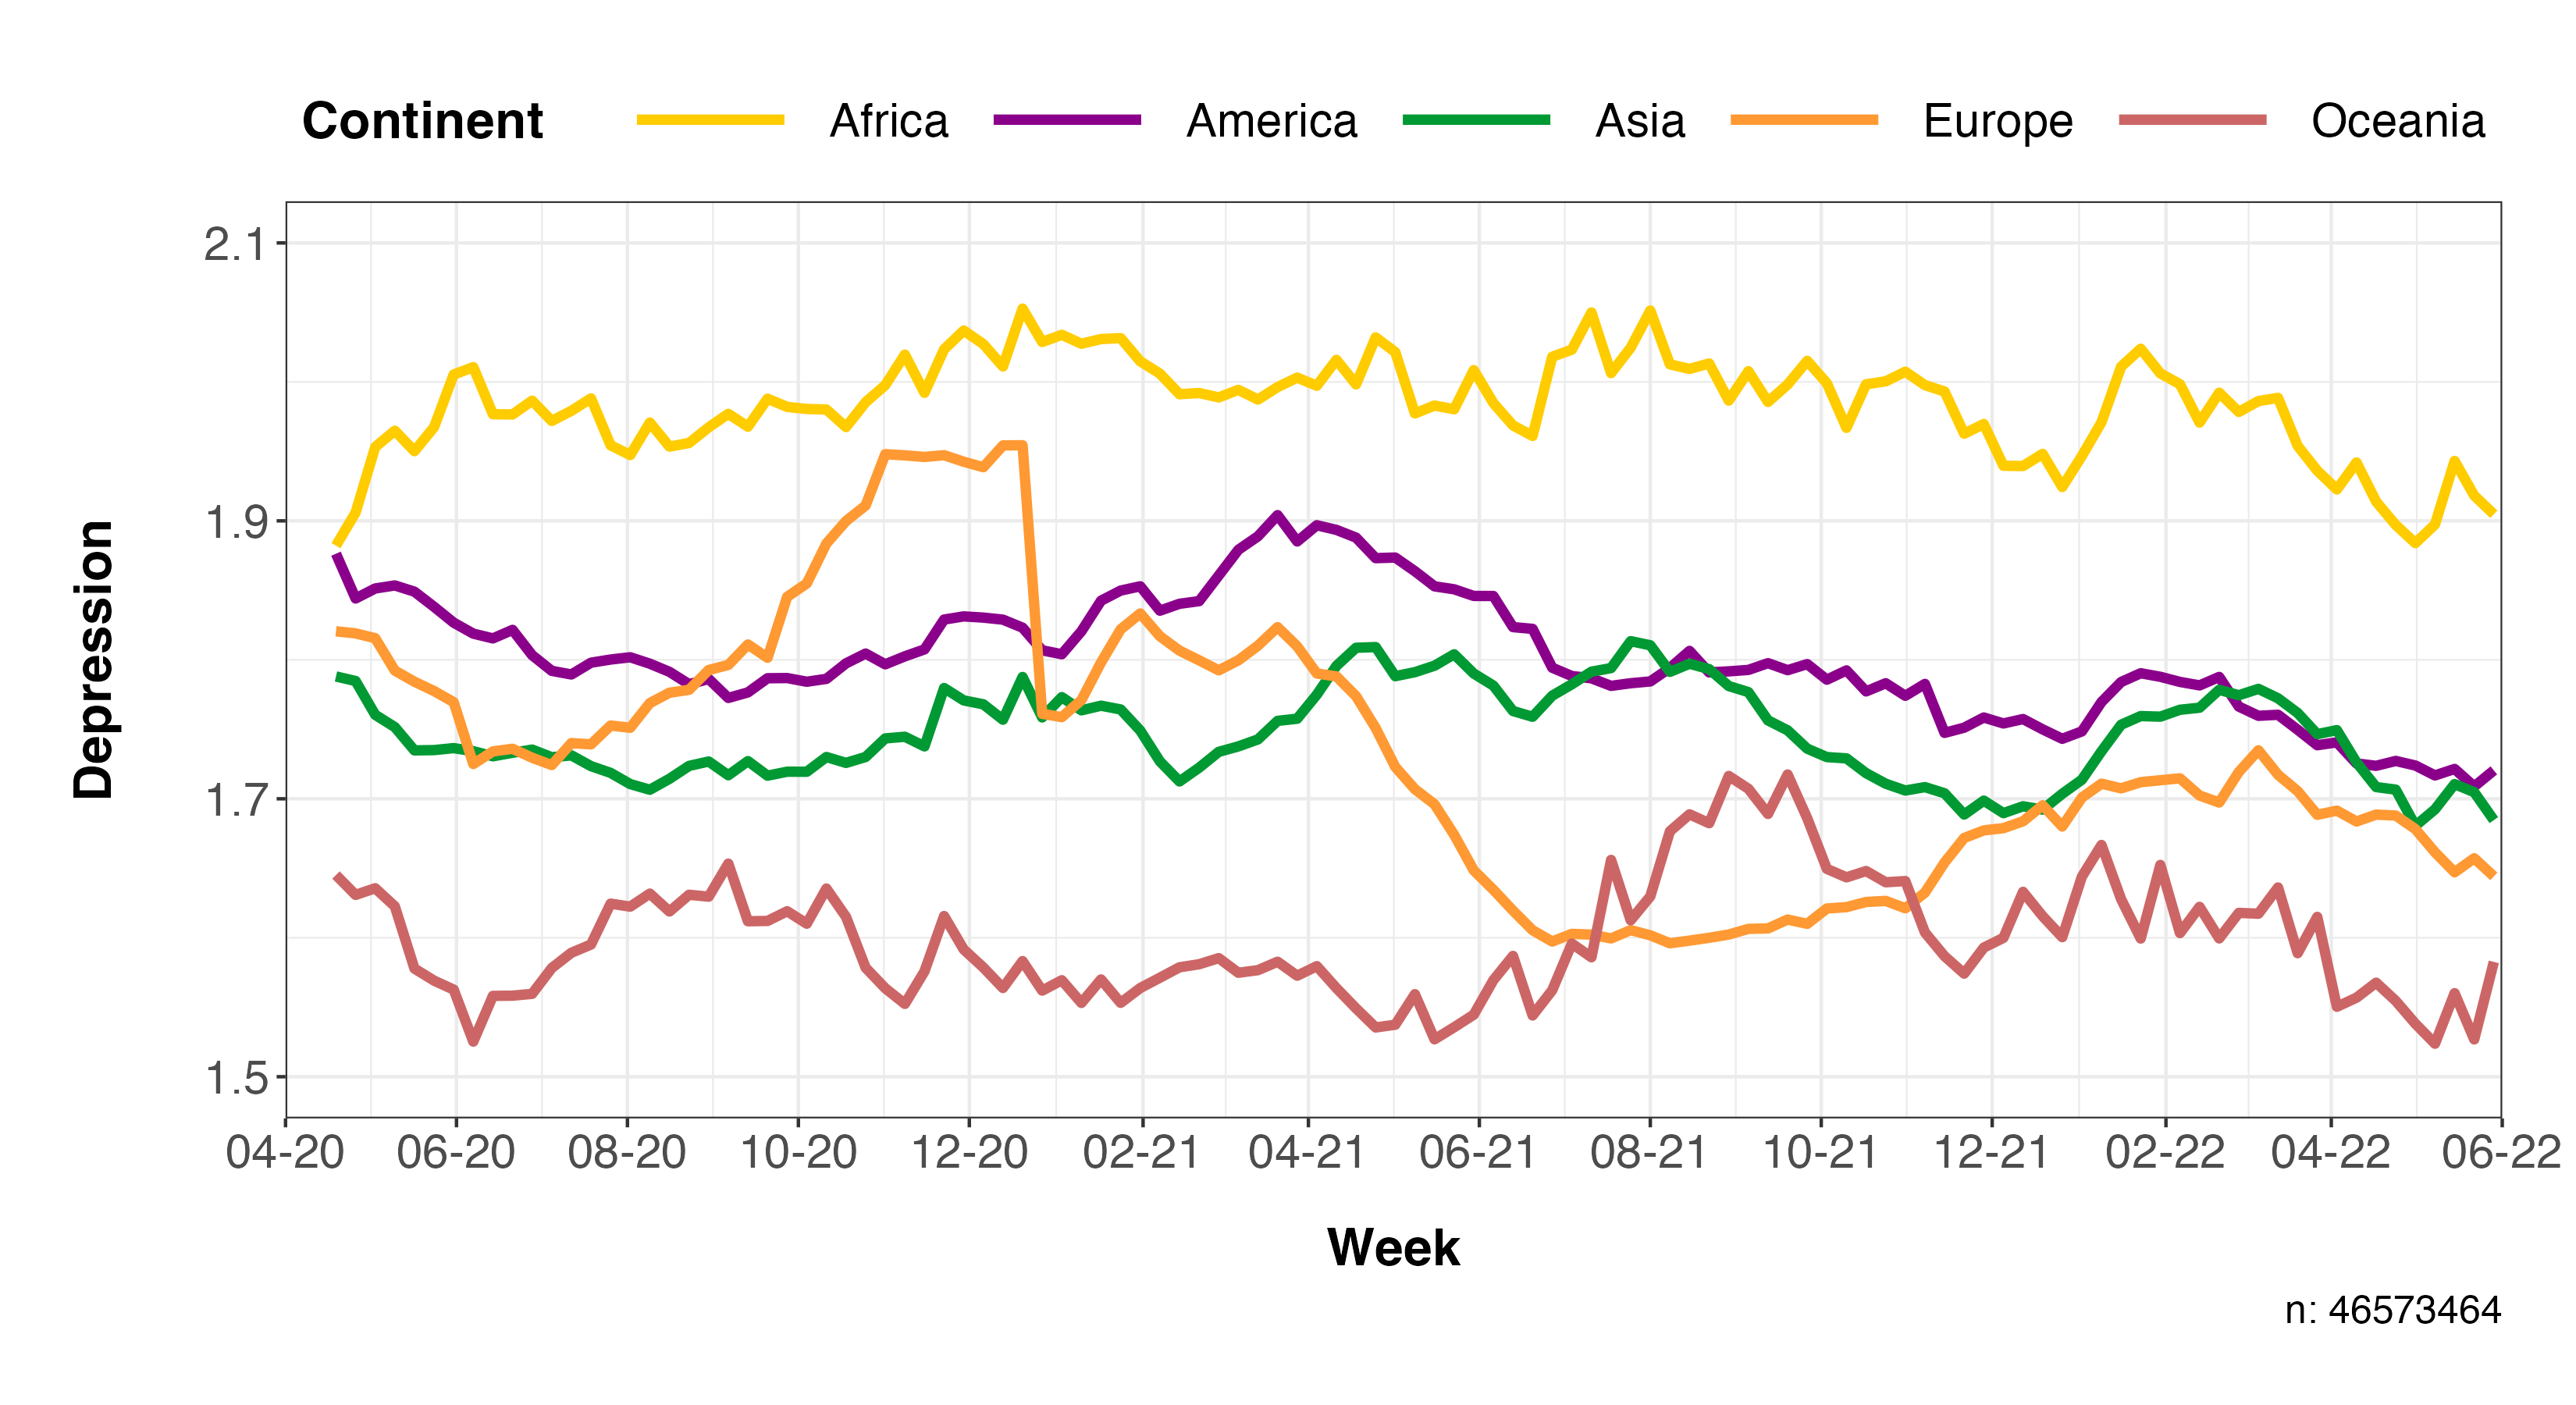 Continent Africa America Asia Europe Oceania
2.1
1.9
1.7
1.5
Depression
04-20 06-20 08-20 10-20 12-20 02-21 04-21 06-21 08-21 10-21 12-21 02-22 04-22 06-22
Week
n: 46573464